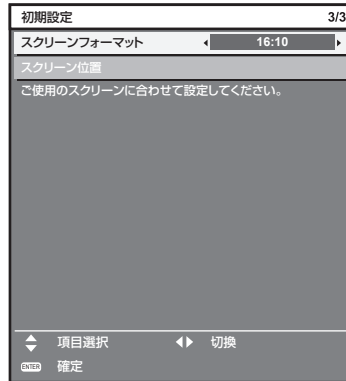 初期設定 3/3
スクリーンフォーマット 16:10
スクリーン位置
ご使用のスクリーンに合わせて設定してください。
項目選択 切換
ENTER 確定